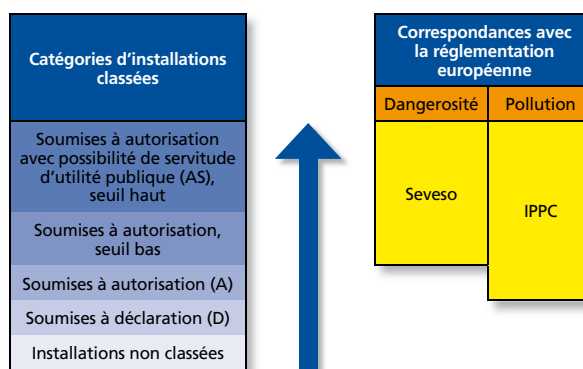 Catégories d'installations
classées
Soumises à autorisation
avec possibilité de servitude
d'utilité publique (AS),
seuil haut
Soumises à autorisation,
seuil bas
Soumises à autorisation (A)
Soumises à déclaration (D)
Installations non classées
Correspondances avec
la réglementation
européenne
Dangerosité
Pollution
Seveso
IPPC